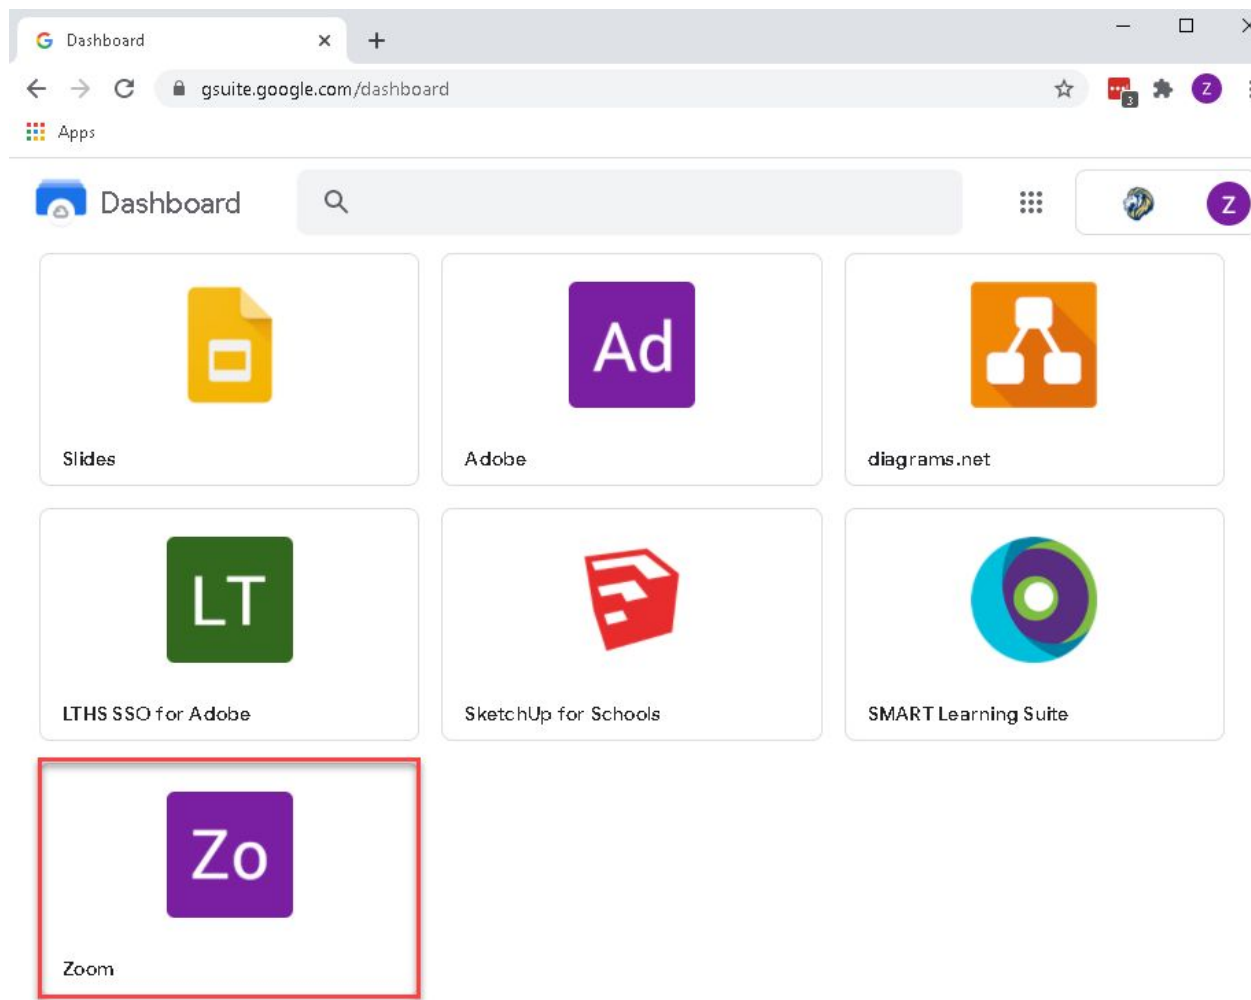 Dashboard
gsuite.google.com/dashboard
3
Z
Apps
Dashboard
Z
Ad
Slides
Adobe
diagrams.net
LT
LTHS SSO for Adobe
SketchUp for Schools
SMART Learning Suite
Zo
Zoom